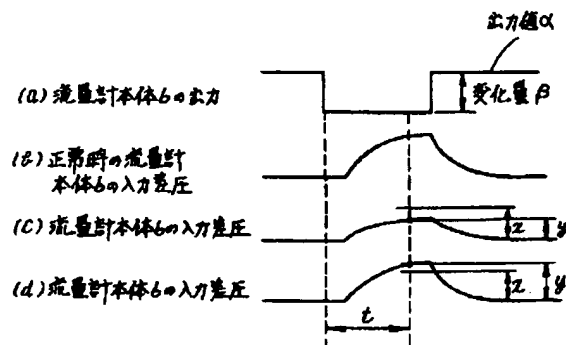 出力値α
(a) 流量計本体6の出力
変化量β
(b) 正常時の流量計
本体6の入力差圧
(c) 流量計本体6の入力差圧
z
y
(d) 流量計本体6の入力差圧
z
y
t